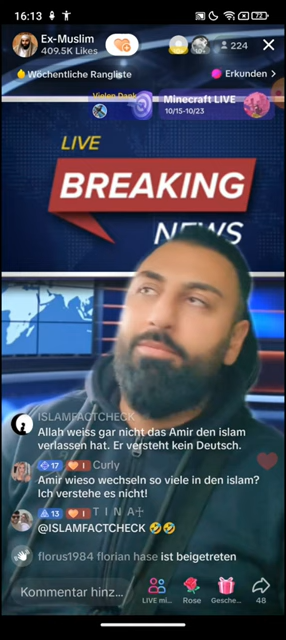 16:13
72
Ex-Muslim
409.5K Likes
224
Wöchentliche Rangliste
Erkunden >
Vielen Dank
Minecraft LIVE
10/15-10/23
LIVE
BREAKING
NEWS
ISLAMFACTCHECK
Allah weiss gar nicht das Amir den islam
verlassen hat. Er versteht kein Deutsch.
17 I Curly
Amir wieso wechseln so viele in den islam?
Ich verstehe es nicht!
13 I T I N A
@ISLAMFACTCHECK 🤣🤣
florus1984 florian hase ist beigetreten
Kommentar hinz...
LIVE mi...
Rose
Gesche...
48